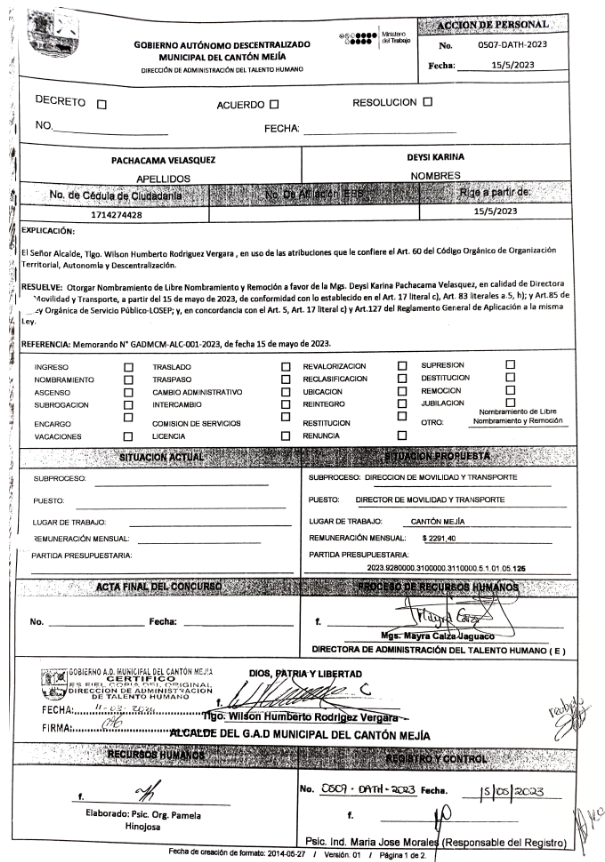 ACCION DE PERSONAL
GOBIERNO AUTÓNOMO DESCENTRALIZADO
MUNICIPAL DEL CANTÓN MEJÍA
DIRECCIÓN DE ADMINISTRACIÓN DEL TALENTO HUMANO
Ministerio
del Trabajo
No. 0507-DATH-2023
Fecha: 15/5/2023
DECRETO ☐ ACUERDO ☐ RESOLUCION ☐
NO. FECHA:
PACHACAMA VELASQUEZ DEYSI KARINA
APELLIDOS NOMBRES
No. de Cédula de Ciudadanía No. De Afiliación IESS Rige a partir de:
1714274428 15/5/2023
EXPLICACIÓN:
El Señor Alcalde, Tlgo. Wilson Humberto Rodriguez Vergara , en uso de las atribuciones que le confiere el Art. 60 del Código Orgánico de Organización
Territorial, Autonomía y Descentralización.
RESUELVE: Otorgar Nombramiento de Libre Nombramiento y Remoción a favor de la Mgs. Deysi Karina Pachacama Velasquez, en calidad de Directora
Movilidad y Transporte, a partir del 15 de mayo de 2023, de conformidad con lo establecido en el Art. 17 literal c), Art. 83 literales a.5, h); y Art.85 de
ey Orgánica de Servicio Público-LOSEP; y, en concordancia con el Art. 5, Art. 17 literal c) y Art.127 del Reglamento General de Aplicación a la misma
Ley.
REFERENCIA: Memorando N° GADMCM-ALC-001-2023, de fecha 15 de mayo de 2023.
INGRESO ☐ TRASLADO ☐ REVALORIZACION ☐ SUPRESION ☐
NOMBRAMIENTO ☐ TRASPASO ☐ RECLASIFICACION ☐ DESTITUCION ☐
ASCENSO ☐ CAMBIO ADMINISTRATIVO ☐ UBICACION ☐ REMOCION ☐
SUBROGACION ☐ INTERCAMBIO ☐ REINTEGRO ☐ JUBILACION ☐
ENCARGO ☐ COMISION DE SERVICIOS ☐ RESTITUCION ☐ OTRO: Nombramiento de Libre
Nombramiento y Remoción
VACACIONES ☐ LICENCIA ☐ RENUNCIA ☐
SITUACION ACTUAL SITUACION PROPUESTA
SUBPROCESO: SUBPROCESO: DIRECCION DE MOVILIDAD Y TRANSPORTE
PUESTO: PUESTO: DIRECTOR DE MOVILIDAD Y TRANSPORTE
LUGAR DE TRABAJO: LUGAR DE TRABAJO: CANTÓN MEJÍA
REMUNERACIÓN MENSUAL: REMUNERACIÓN MENSUAL: $ 2291,40
PARTIDA PRESUPUESTARIA: PARTIDA PRESUPUESTARIA:
2023.9280000.3100000.3110000.5.1.01.05.126
ACTA FINAL DEL CONCURSO PROCESO DE RECURSOS HUMANOS
No. Fecha: f. Mayra Caiza
Mgs. Mayra Caiza Jaguaco
DIRECTORA DE ADMINISTRACIÓN DEL TALENTO HUMANO ( E )
GOBIERNO A.D. MUNICIPAL DEL CANTÓN MEJIA
CERTIFICO
ES FIEL COPIA DEL ORIGINAL
DIRECCION DE ADMINISTRACION
DE TALENTO HUMANO
FECHA:
FIRMA:
DIOS, PATRIA Y LIBERTAD
f.
Tlgo. Wilson Humberto Rodrigez Vergara
ALCALDE DEL G.A.D MUNICIPAL DEL CANTÓN MEJÍA
RECURSOS HUMANOS REGISTRO Y CONTROL
f.
Elaborado: Psic. Org. Pamela
Hinojosa
No. 0507-DATH-2023 Fecha. 15/05/2023
f.
Psic. Ind. Maria Jose Morales (Responsable del Registro)
Fecha de creación de formato: 2014-05-27 / Versión: 01 / Página 1 de 2